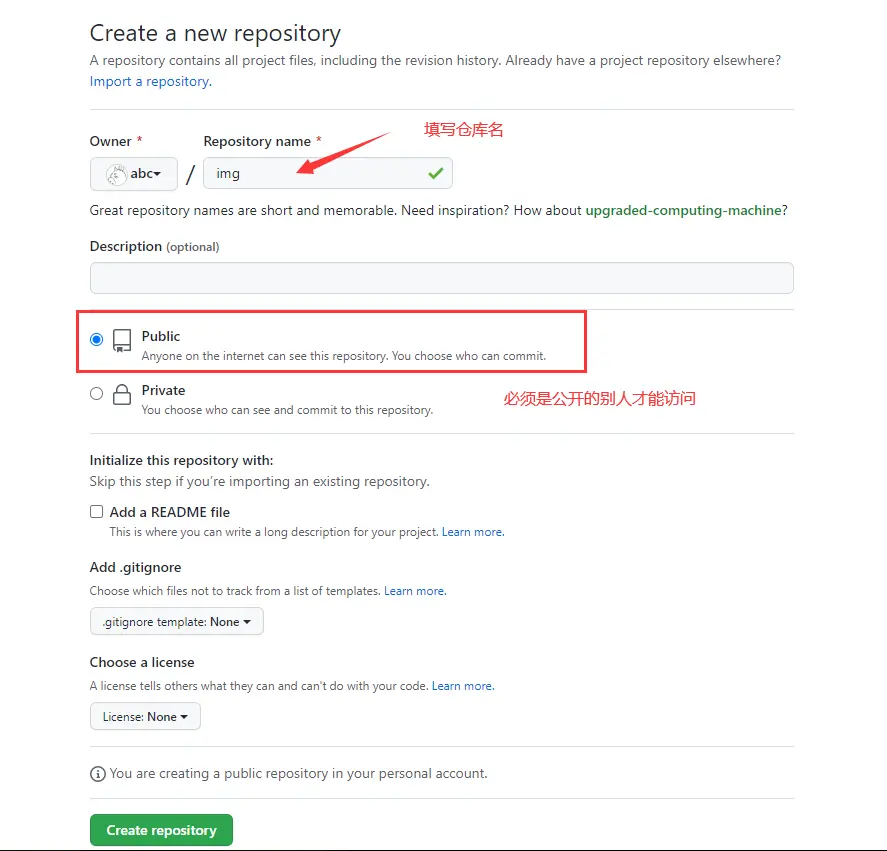 Create a new repository
A repository contains all project files, including the revision history. Already have a project repository elsewhere?
Import a repository.
Owner *
Repository name *
填写仓库名
abc
/
img
Great repository names are short and memorable. Need inspiration? How about upgraded-computing-machine?
Description (optional)
Public
Anyone on the internet can see this repository. You choose who can commit.
Private
You choose who can see and commit to this repository.
必须是公开的别人才能访问
Initialize this repository with:
Skip this step if you're importing an existing repository.
Add a README file
This is where you can write a long description for your project. Learn more.
Add .gitignore
Choose which files not to track from a list of templates. Learn more.
.gitignore template: None
Choose a license
A license tells others what they can and can't do with your code. Learn more.
License: None
You are creating a public repository in your personal account.
Create repository